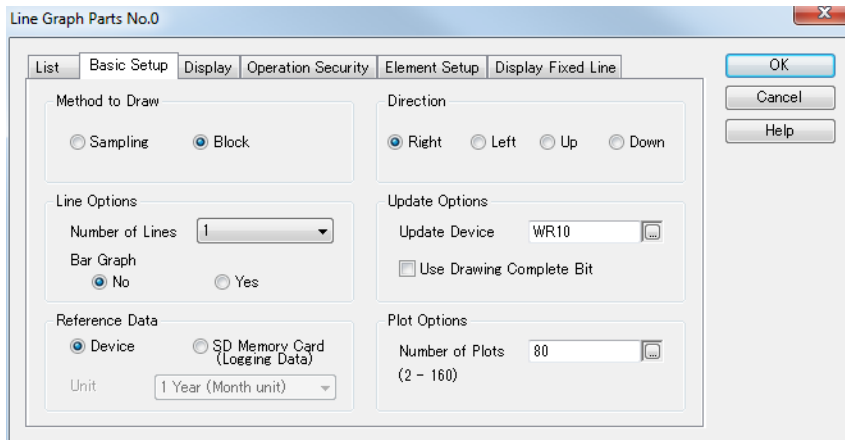 Line Graph Parts No.0
List Basic Setup Display Operation Security Element Setup Display Fixed Line
OK
Cancel
Help
Method to Draw
Sampling Block
Direction
Right Left Up Down
Line Options
Number of Lines 1
Bar Graph
No Yes
Update Options
Update Device WR10
Use Drawing Complete Bit
Reference Data
Device SD Memory Card
(Logging Data)
Unit 1 Year (Month unit)
Plot Options
Number of Plots 80
(2 - 160)